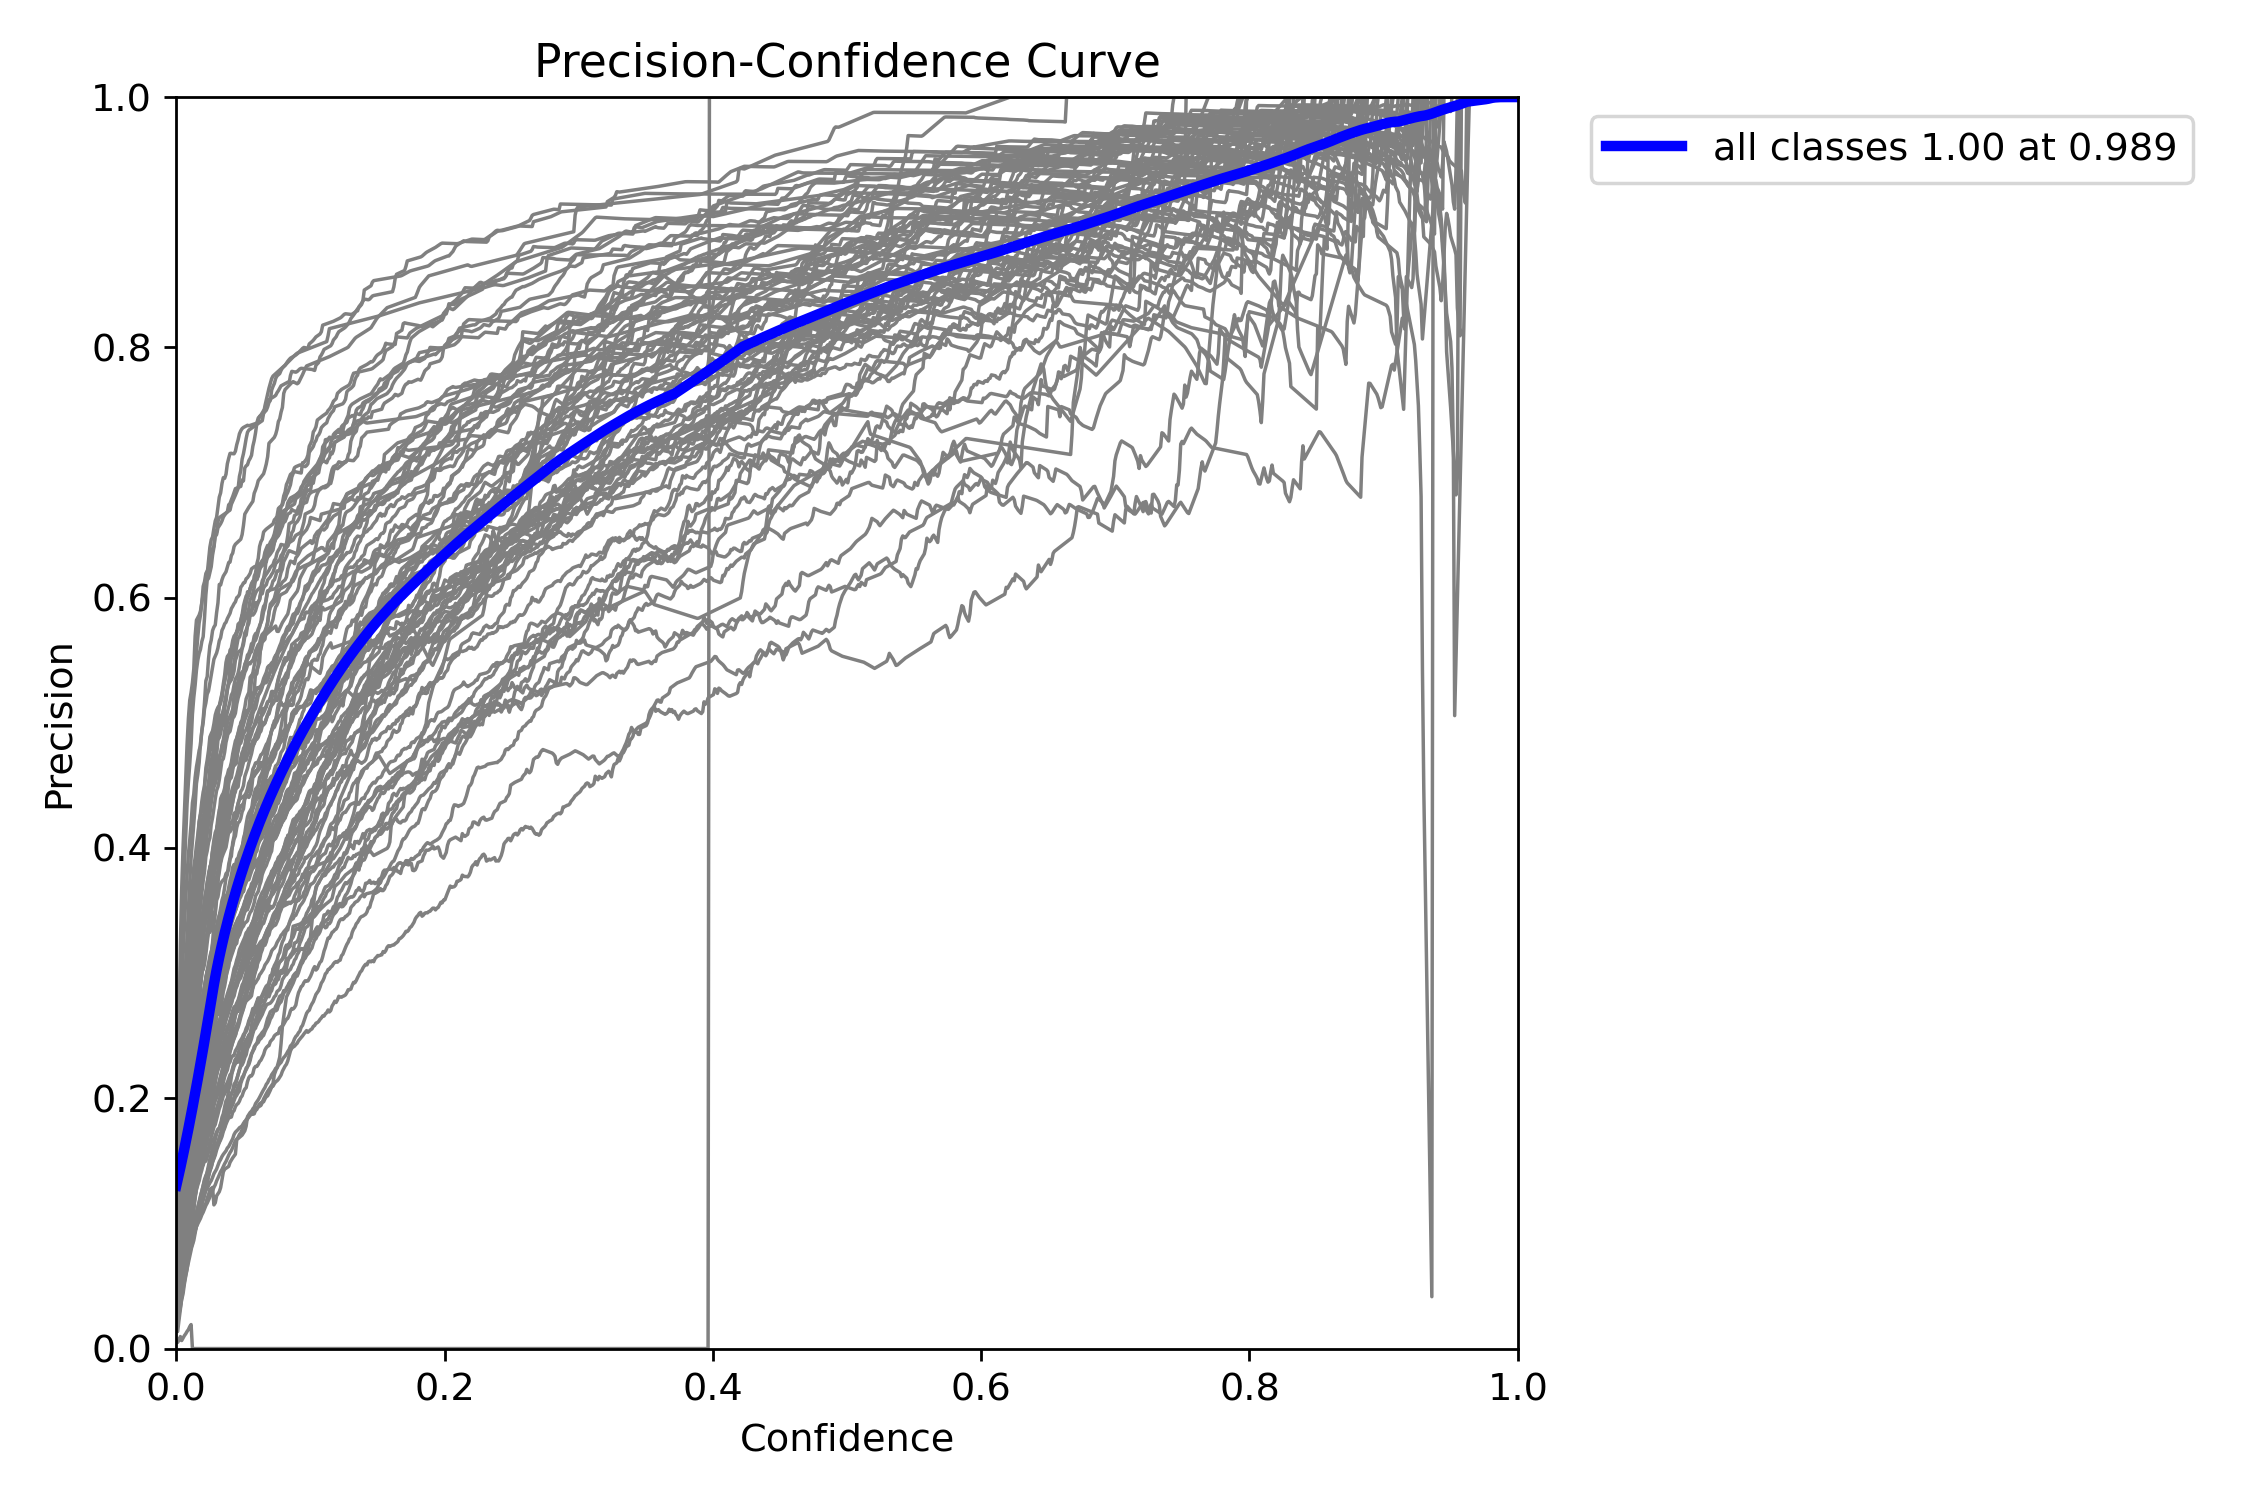 Precision-Confidence Curve
all classes 1.00 at 0.989
1.0
0.8
0.6
0.4
0.2
0.0
Precision
0.0 0.2 0.4 0.6 0.8 1.0
Confidence